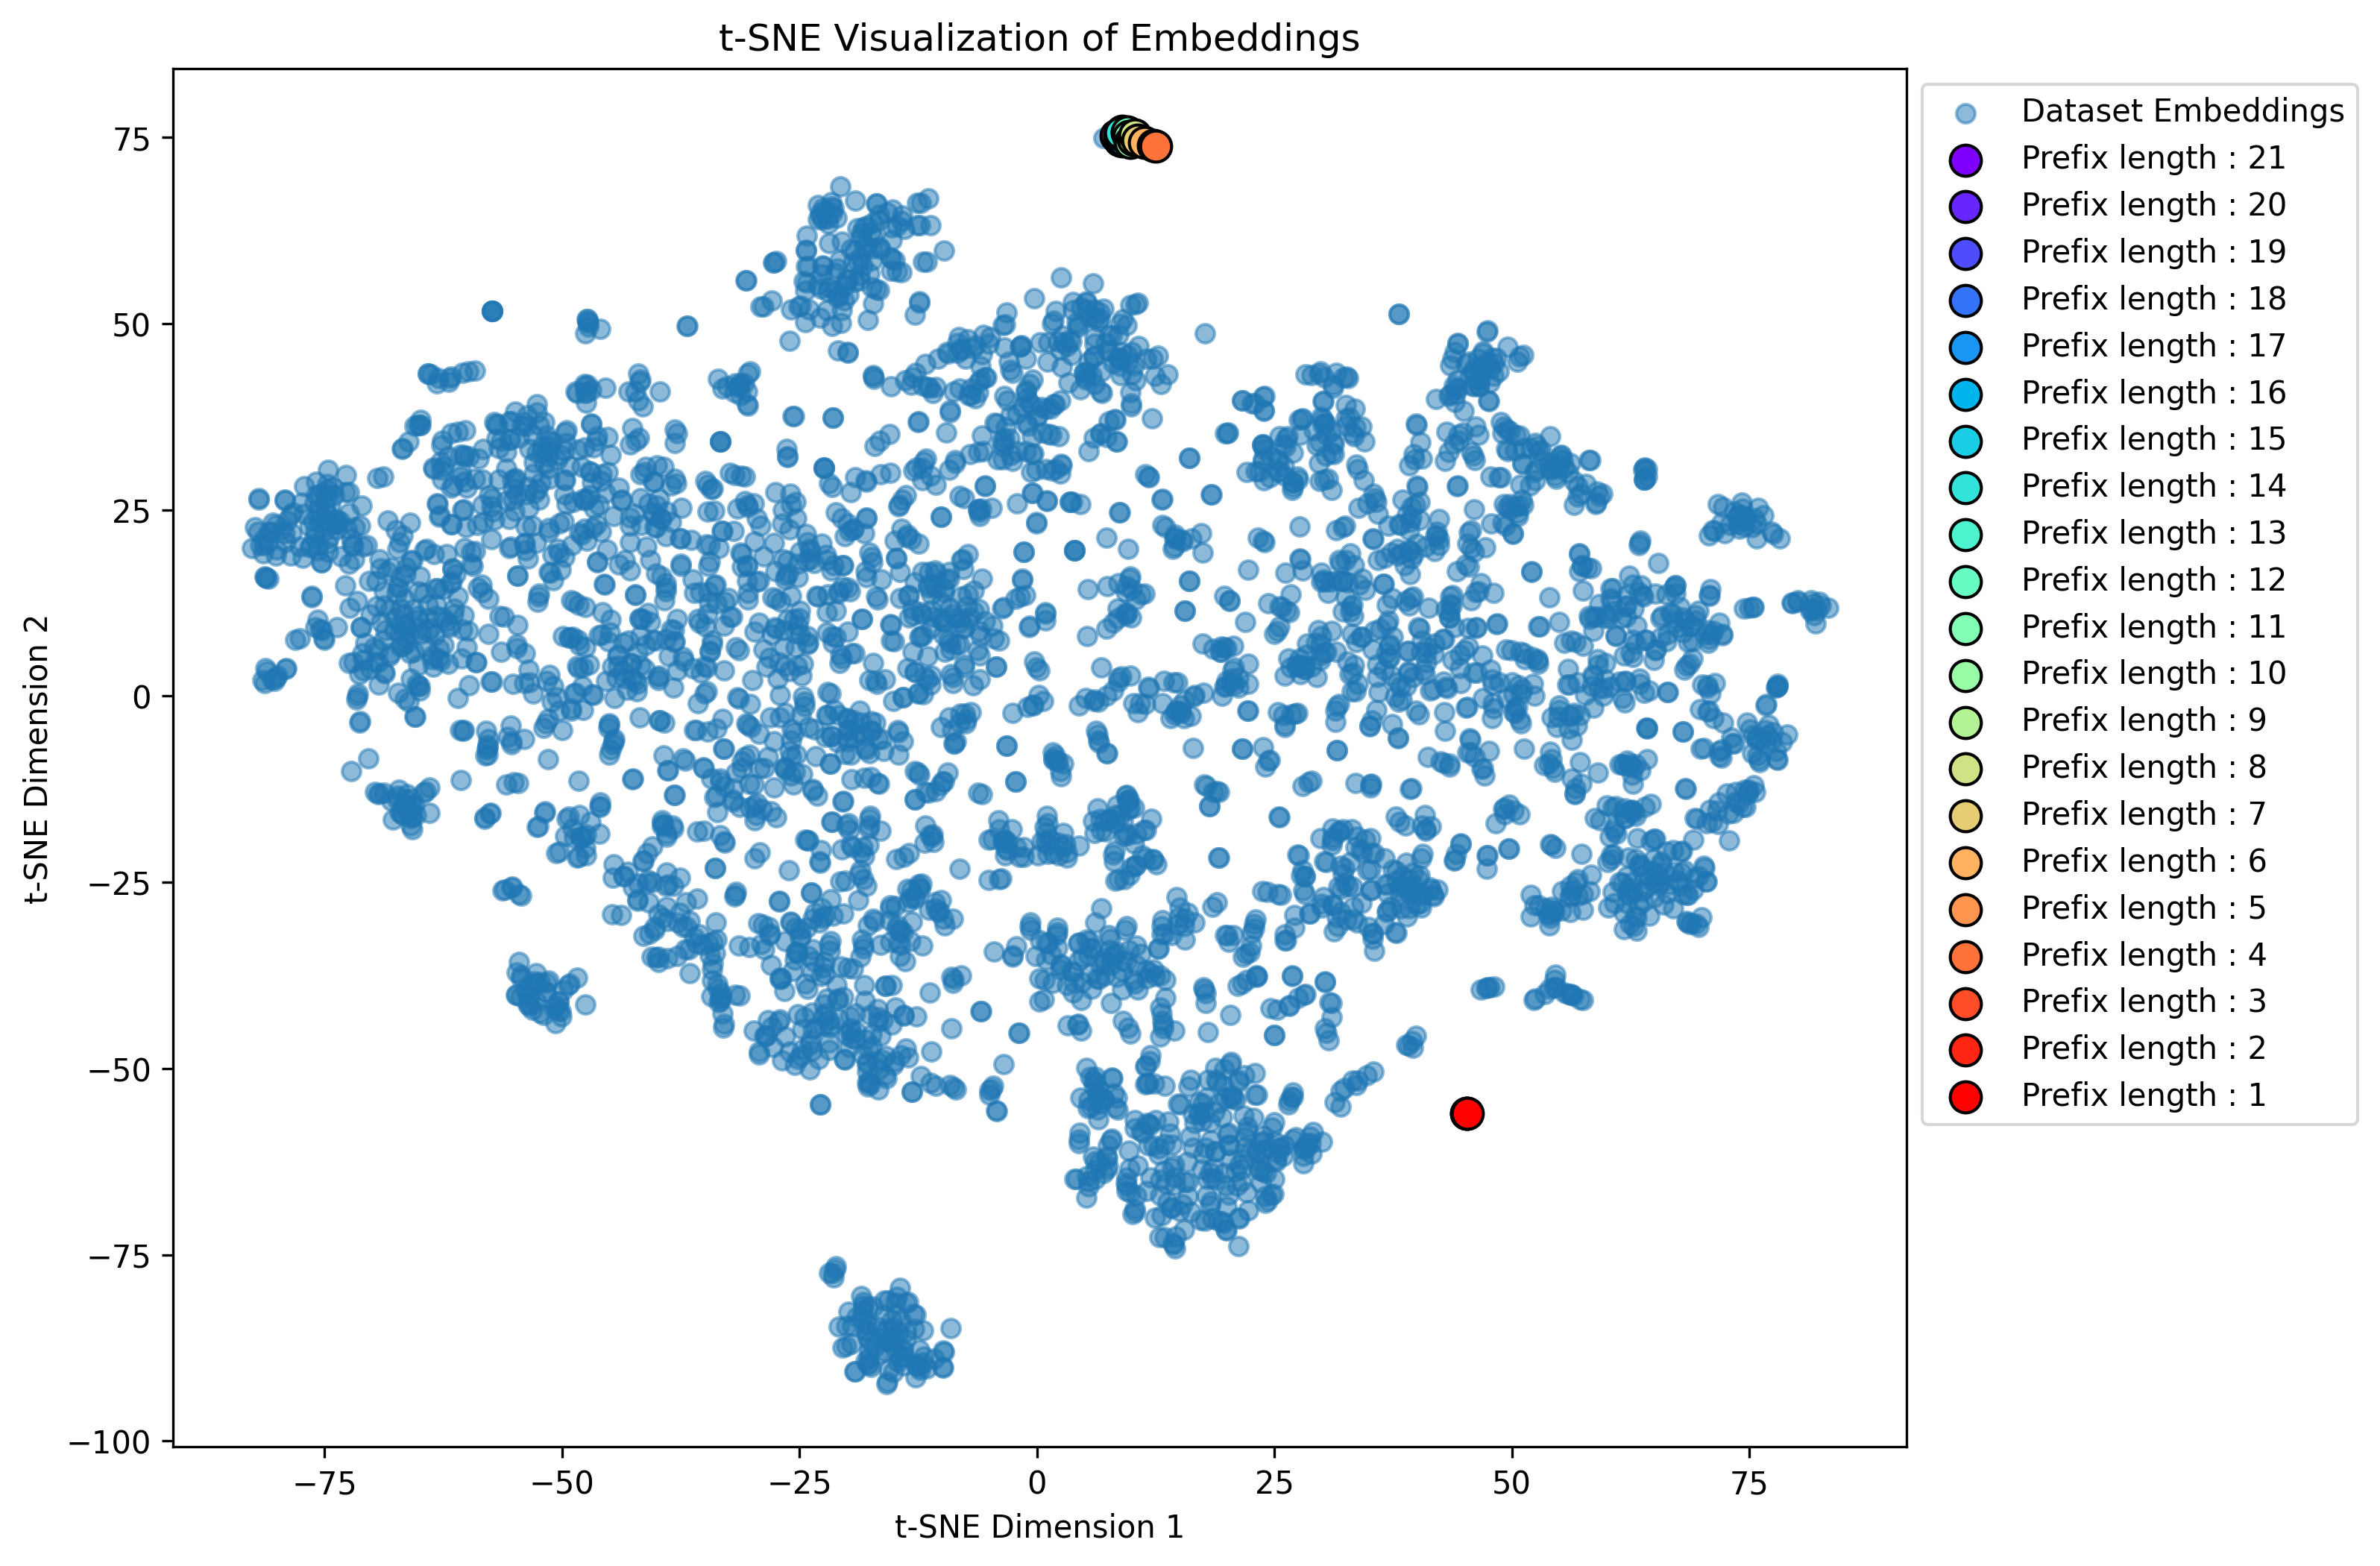 t-SNE Visualization of Embeddings
t-SNE Dimension 2
75
50
25
0
−25
−50
−75
−100
−75
−50
−25
0
25
50
75
t-SNE Dimension 1
Dataset Embeddings
Prefix length : 21
Prefix length : 20
Prefix length : 19
Prefix length : 18
Prefix length : 17
Prefix length : 16
Prefix length : 15
Prefix length : 14
Prefix length : 13
Prefix length : 12
Prefix length : 11
Prefix length : 10
Prefix length : 9
Prefix length : 8
Prefix length : 7
Prefix length : 6
Prefix length : 5
Prefix length : 4
Prefix length : 3
Prefix length : 2
Prefix length : 1